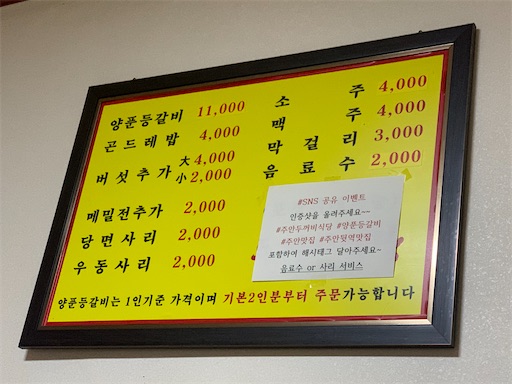 양푼등갈비 11,000
곤드레밥 4,000
버섯추가 大 4,000
小 2,000
메밀전추가 2,000
당면사리 2,000
우동사리 2,000
소주 4,000
맥주 4,000
막걸리 3,000
음료수 2,000
#SNS 공유 이벤트
인증샷을 올려주세요~~
#주안두꺼비식당 #양푼등갈비
#주안맛집 #주안뒷역맛집
포함하여 해시태그 달아주세요~
음료수 or 사리 서비스
양푼등갈비는 1인기준 가격이며 기본2인분부터 주문가능합니다